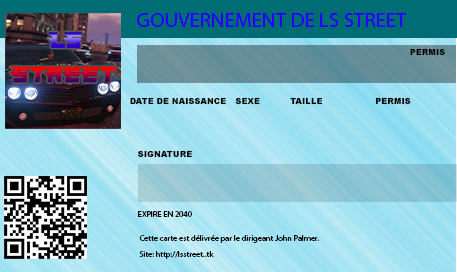 GOUVERNEMENT DE LS STREET
LS
STREET
PERMIS
DATE DE NAISSANCE SEXE TAILLE PERMIS
SIGNATURE
EXPIRE EN 2040
Cette carte est délivrée par le dirigeant John Palmer.
Site: http://lsstreet..tk